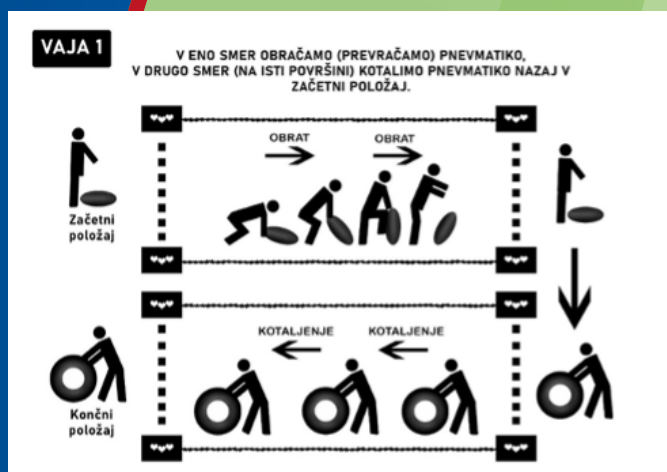 VAJA 1
V ENO SMER OBRAČAMO (PREVRAČAMO) PNEVMATIKO,
V DRUGO SMER (NA ISTI POVRŠINI) KOTALIMO PNEVMATIKO NAZAJ V
ZAČETNI POLOŽAJ.
OBRAT
OBRAT
Začetni
položaj
KOTALJENJE
KOTALJENJE
Končni
položaj